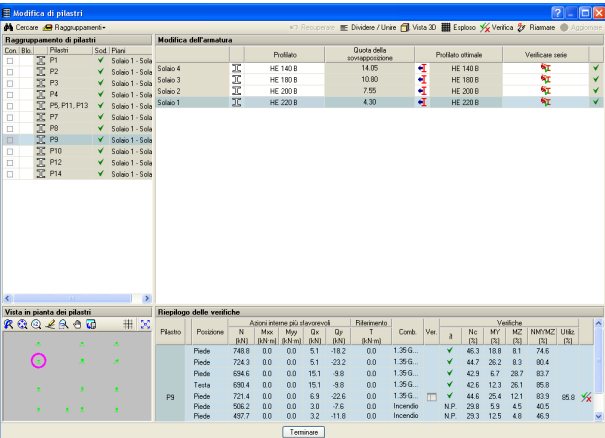 Modifica di pilastri
Cercare Raggruppamenti
Recuperare Dividere / Unire Vista 3D Esploso Verifica Riarmare Aggiornare
Raggruppamento di pilastri
Con. Blo. Pilastri Sod. Piani
P1 Solaio 1 - Sola
P2 Solaio 1 - Sola
P3 Solaio 1 - Sola
P4 Solaio 1 - Sola
P5, P11, P13 Solaio 1 - Sola
P7 Solaio 1 - Sola
P8 Solaio 1 - Sola
P9 Solaio 1 - Sola
P10 Solaio 1 - Sola
P12 Solaio 1 - Sola
P14 Solaio 1 - Sola
Modifica dell'armatura
Profilato Quota della sovrapposizione Profilato ottimale Verificare serie
Solaio 4 HE 140 B 14.05 HE 140 B
Solaio 3 HE 180 B 10.80 HE 180 B
Solaio 2 HE 200 B 7.55 HE 200 B
Solaio 1 HE 220 B 4.30 HE 220 B
Vista in pianta dei pilastri
Riepilogo delle verifiche
Azioni interne più sfavorevoli Riferimento Verifiche
Pilastro Posizione N Mxx Myy Qx Qy T Comb. Ver. Nc MY MZ NMYMZ Utiliz.
(kN) (kN·m) (kN·m) (kN) (kN) (kN·m) (%) (%) (%) (%) (%)
Piede 748.8 0.0 0.0 5.1 -18.2 0.0 1.35·G... 46.3 18.8 8.1 74.6
Piede 724.3 0.0 0.0 5.1 -23.2 0.0 1.35·G... 44.7 26.2 8.3 80.4
Piede 694.6 0.0 0.0 15.1 -9.8 0.0 1.35·G... 42.9 6.7 28.7 83.7
Testa 690.4 0.0 0.0 15.1 -9.8 0.0 1.35·G... 42.6 12.3 26.1 85.8
P9 Piede 721.4 0.0 0.0 6.9 -22.6 0.0 1.35·G... 44.6 25.4 12.1 83.9 85.8
Piede 506.2 0.0 0.0 3.0 -7.6 0.0 Incendio N.P. 29.8 5.9 4.5 40.5
Piede 497.7 0.0 0.0 3.2 -11.8 0.0 Incendio N.P. 29.3 12.5 4.8 46.9
Terminare